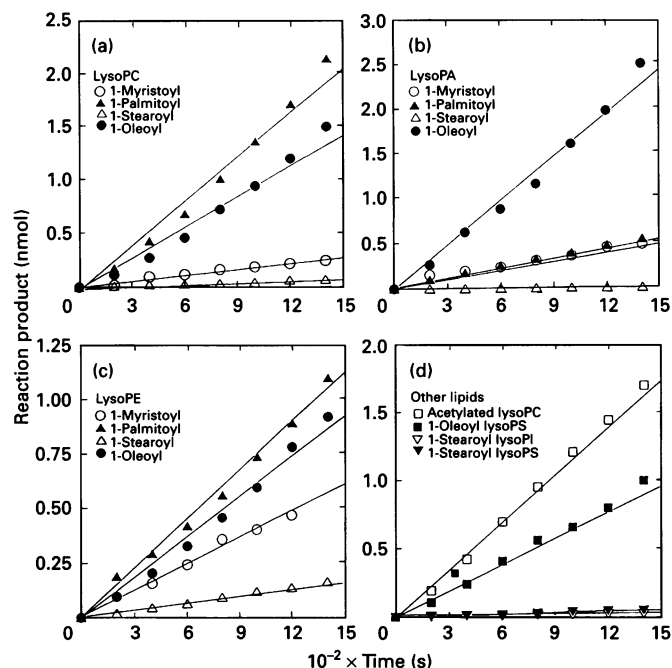 Reaction product (nmol)
(a)
LysoPC
1-Myristoyl
1-Palmitoyl
1-Stearoyl
1-Oleoyl
2.5
2.0
1.5
1.0
0.5
0
3
6
9
12
15
(b)
LysoPA
1-Myristoyl
1-Palmitoyl
1-Stearoyl
1-Oleoyl
3.0
2.5
2.0
1.5
1.0
0.5
0
3
6
9
12
15
(c)
LysoPE
1-Myristoyl
1-Palmitoyl
1-Stearoyl
1-Oleoyl
1.25
1.00
0.75
0.50
0.25
0
3
6
9
12
15
(d)
Other lipids
Acetylated lysoPC
1-Oleoyl lysoPS
1-Stearoyl lysoPI
1-Stearoyl lysoPS
2.0
1.5
1.0
0.5
0
3
6
9
12
15
10⁻² × Time (s)